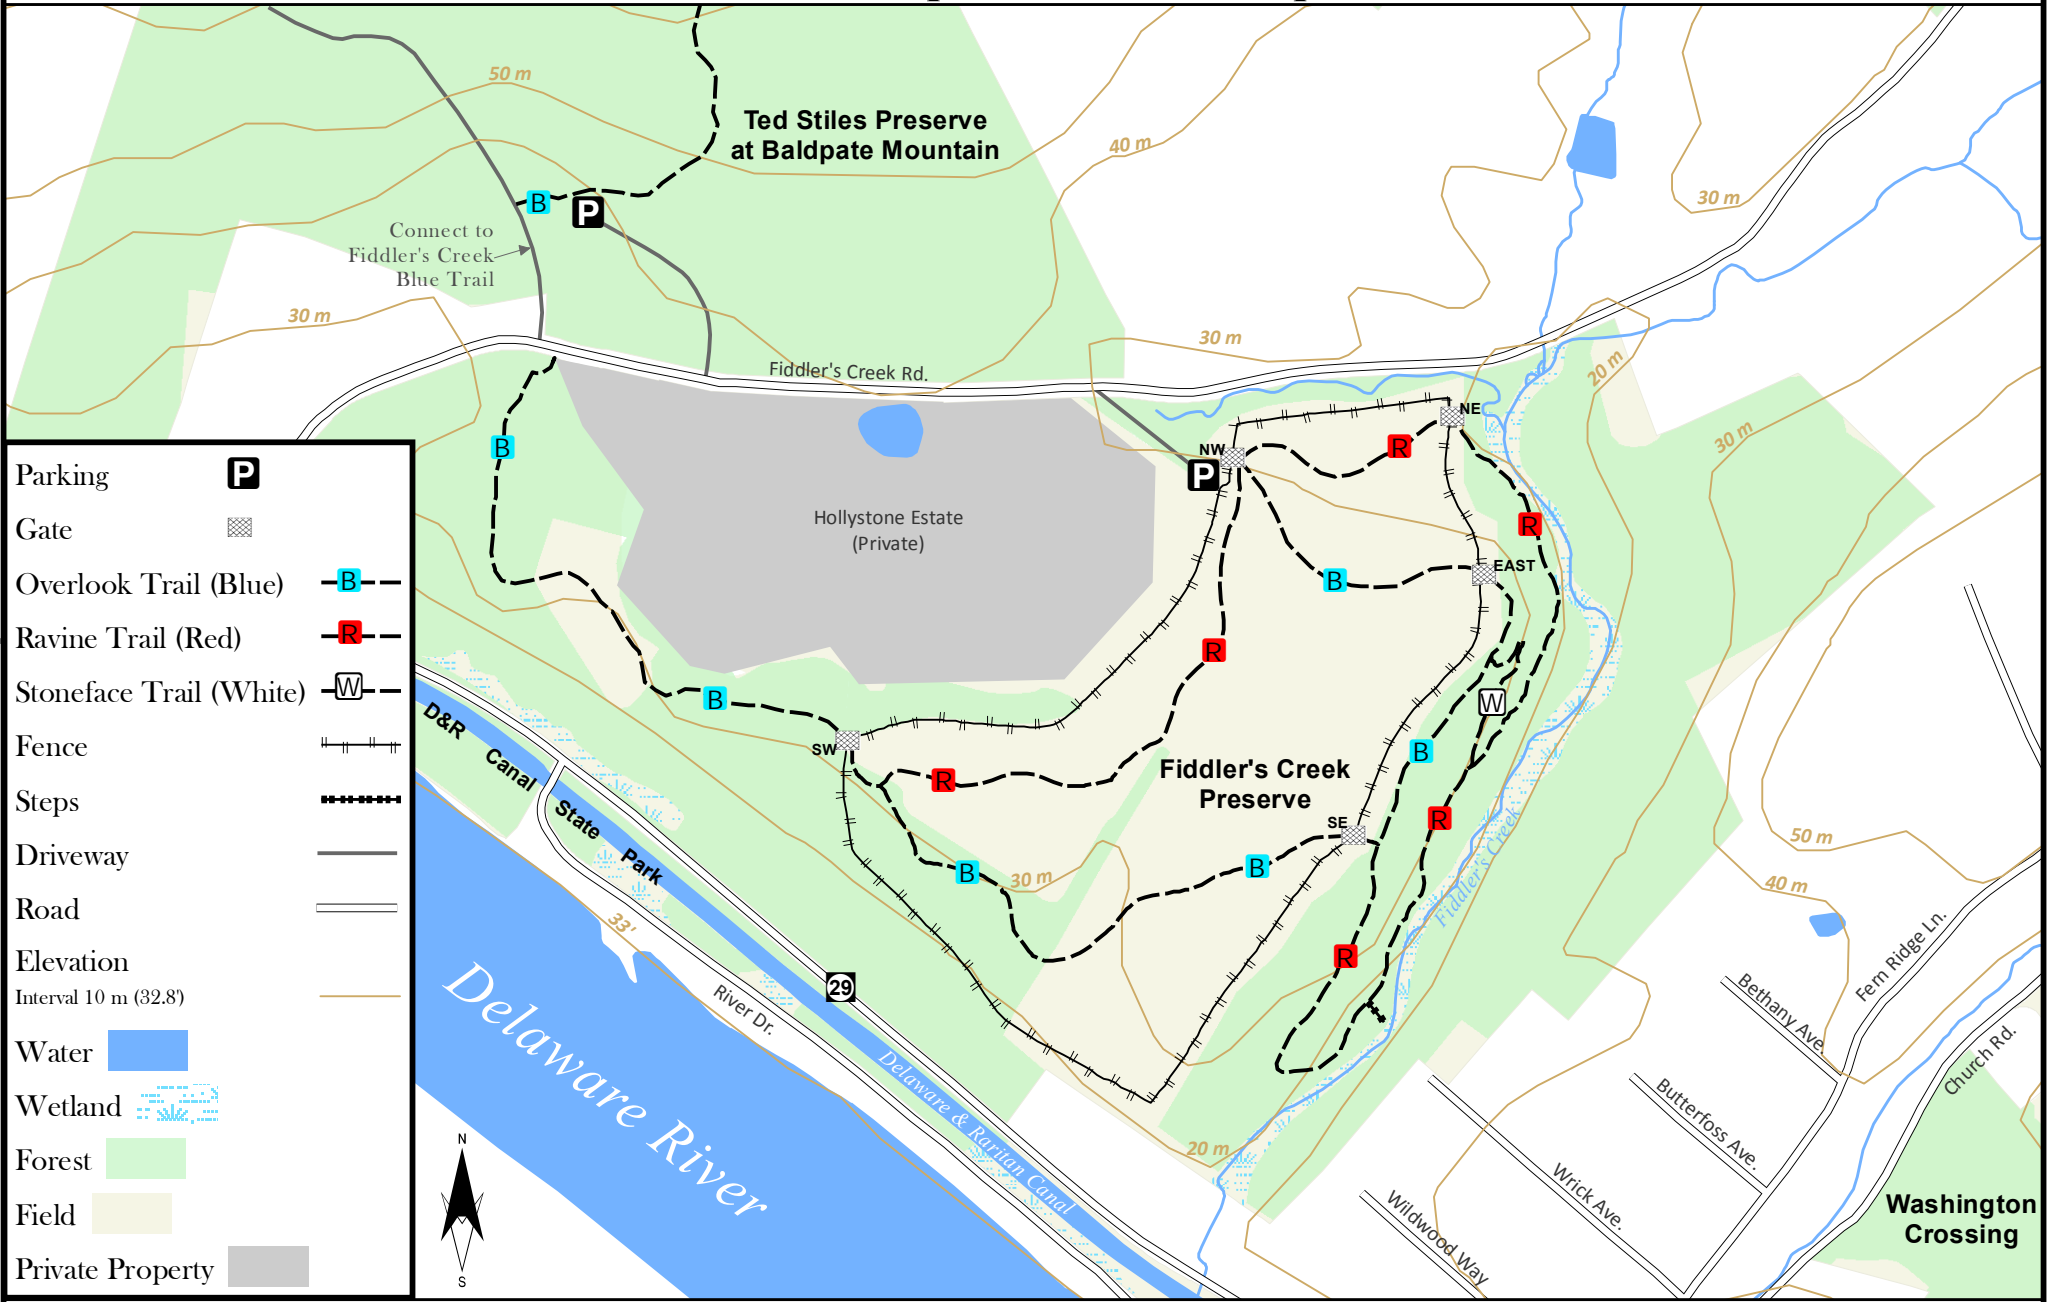 50 m
Ted Stiles Preserve
at Baldpate Mountain
40 m
30 m
B
P
Connect to
Fiddler's Creek
Blue Trail
30 m
30 m
Fiddler's Creek Rd.
20 m
NE
R
NW
P
B
30 m
Hollystone Estate
(Private)
R
EAST
B
R
B
W
SW
D&R
Canal
State
Park
R
Fiddler's Creek
Preserve
B
SE
R
B
B
30 m
R
Fiddler's Creek
50 m
40 m
33'
29
River Dr.
Delaware River
Delaware & Raritan Canal
20 m
Fern Ridge Ln.
Bethany Ave.
Church Rd.
Butterfoss Ave.
Wrick Ave.
Wildwood Way
Washington
Crossing
Parking P
Gate
Overlook Trail (Blue) B
Ravine Trail (Red) R
Stoneface Trail (White) W
Fence
Steps
Driveway
Road
Elevation
Interval 10 m (32.8')
Water
Wetland
Forest
Field
Private Property
N
S